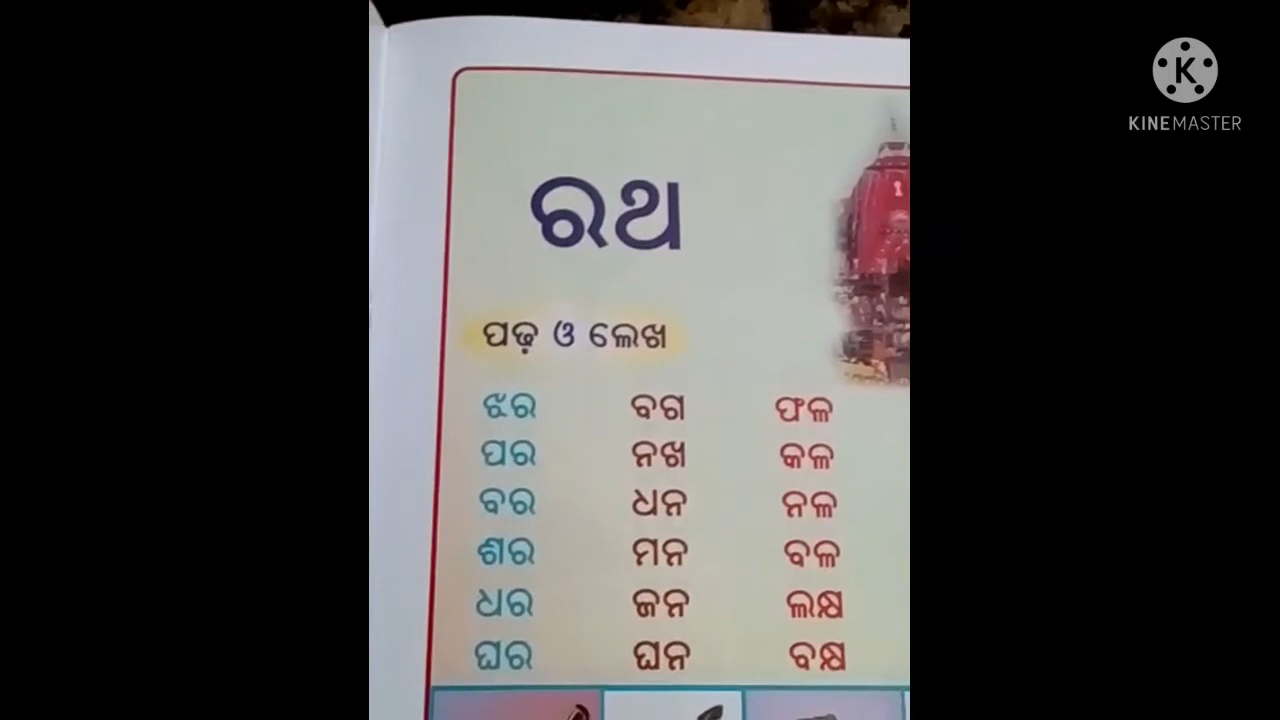 KINEMASTER
ରଥ
ପଢ଼ ଓ ଲେଖ
ଝର ବଗ ଫଳ
ପର ନଖ କଳ
ବର ଧନ ନଳ
ଶର ମନ ବଳ
ଧର ଜନ ଲକ୍ଷ
ଘର ଘନ ବକ୍ଷ